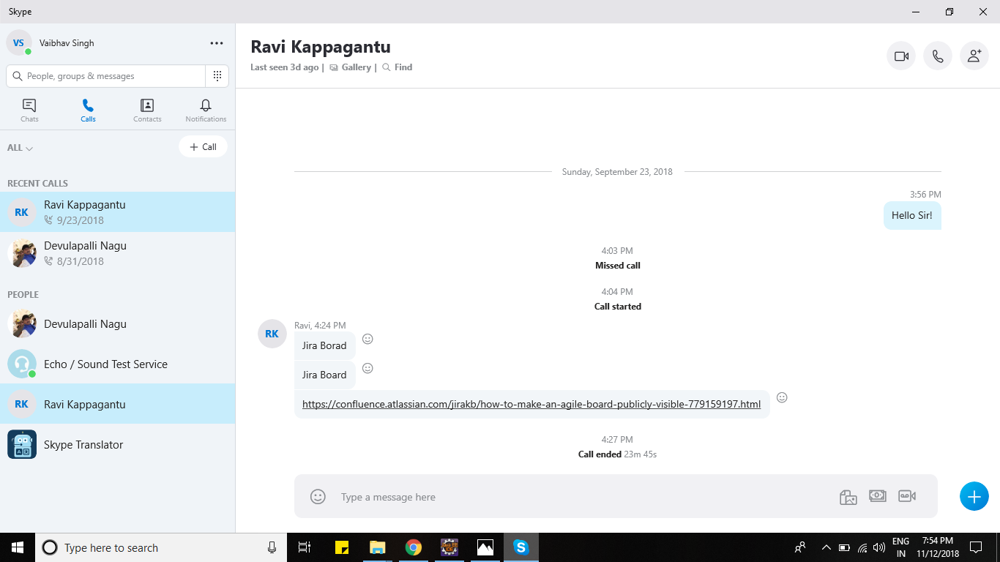 Skype
VS
Vaibhav Singh
People, groups & messages
Chats
Calls
Contacts
Notifications
ALL
+ Call
RECENT CALLS
RK
Ravi Kappagantu
9/23/2018
Devulapalli Nagu
8/31/2018
PEOPLE
Devulapalli Nagu
Echo / Sound Test Service
RK
Ravi Kappagantu
Skype Translator
Ravi Kappagantu
Last seen 3d ago | Gallery | Find
Sunday, September 23, 2018
3:56 PM
Hello Sir!
4:03 PM
Missed call
4:04 PM
Call started
RK
Ravi, 4:24 PM
Jira Borad
Jira Board
https://confluence.atlassian.com/jirakb/how-to-make-an-agile-board-publicly-visible-779159197.html
4:27 PM
Call ended 23m 45s
Type a message here
Type here to search
ENG
IN
7:54 PM
11/12/2018